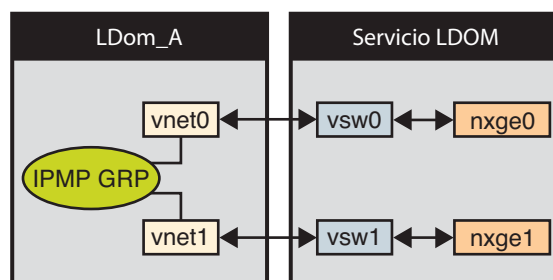 LDom_A
Servicio LDOM
vnet0
vsw0
nxge0
IPMP GRP
vnet1
vsw1
nxge1